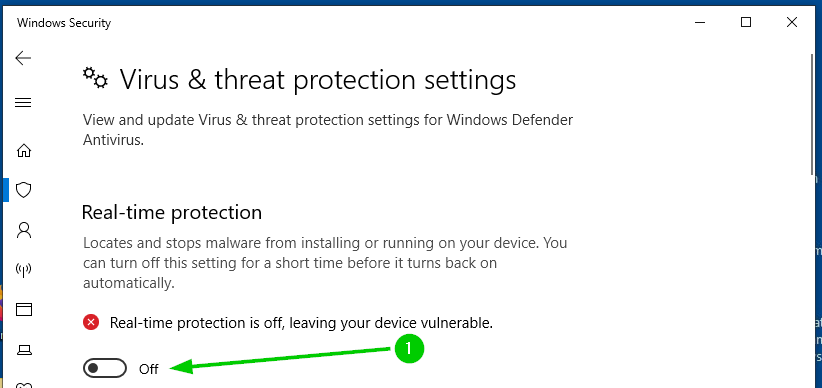 Windows Security
Virus & threat protection settings
View and update Virus & threat protection settings for Windows Defender
Antivirus.
Real-time protection
Locates and stops malware from installing or running on your device. You
can turn off this setting for a short time before it turns back on
automatically.
Real-time protection is off, leaving your device vulnerable.
Off
1